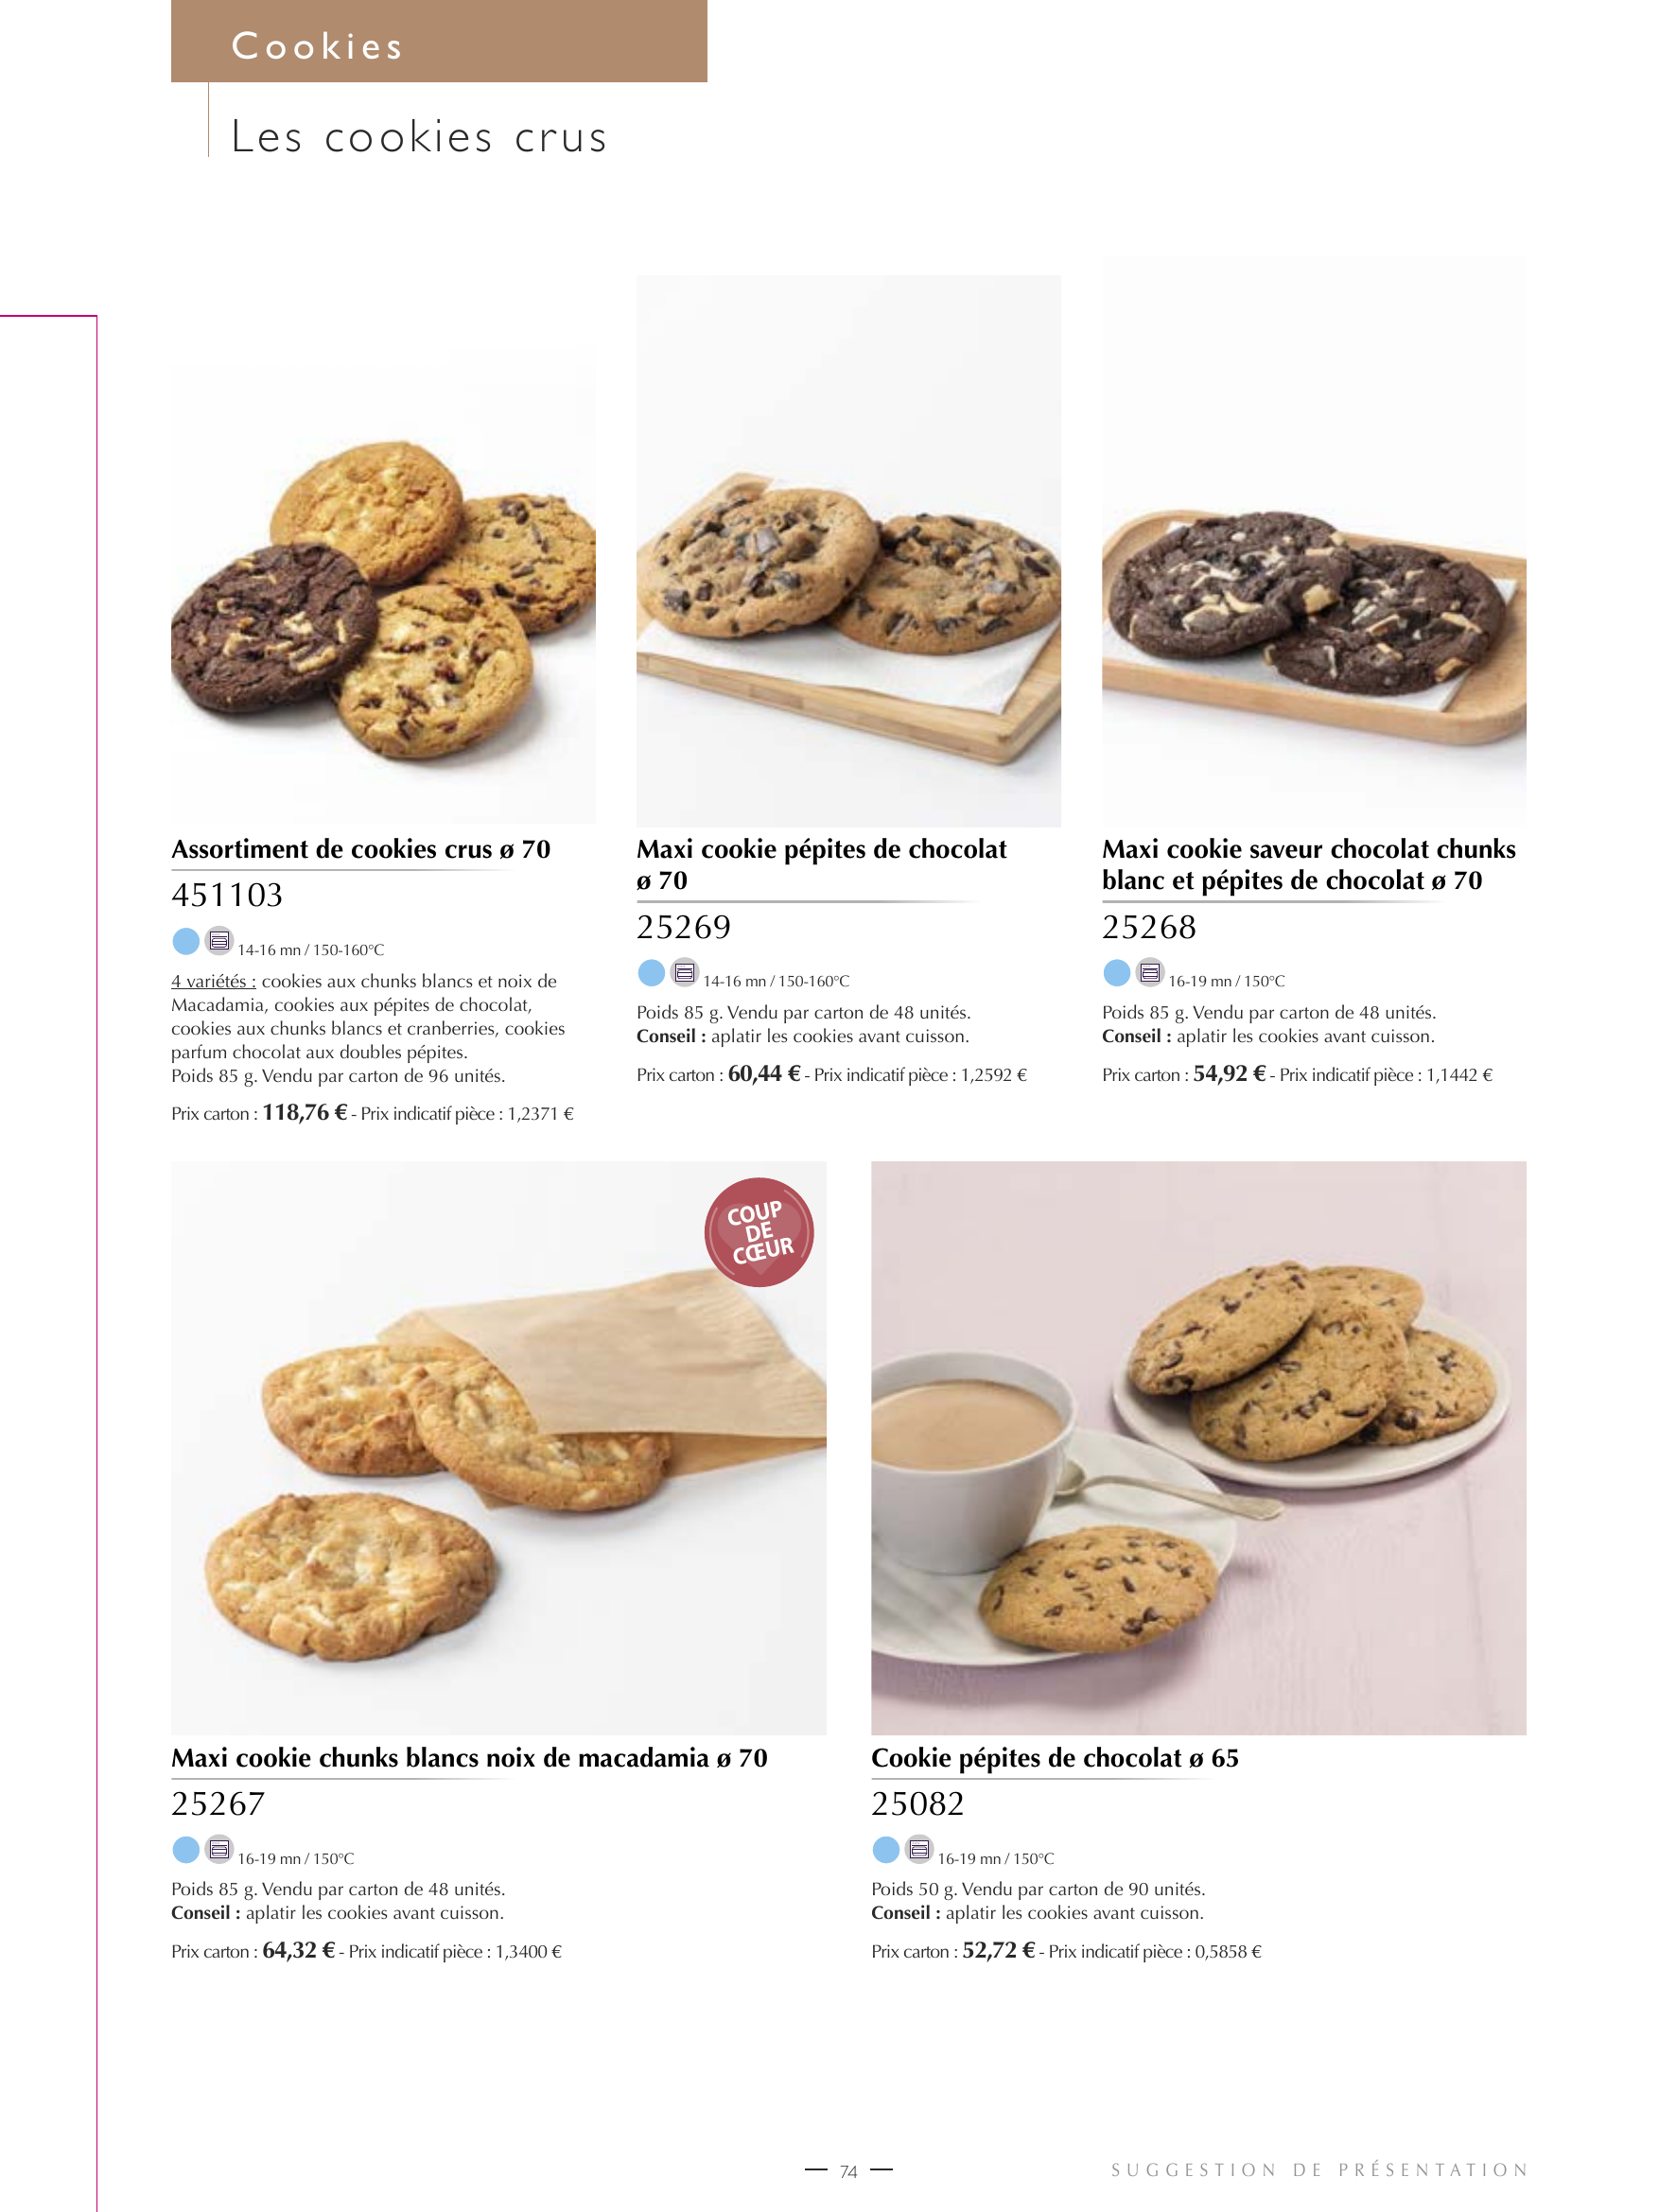 Cookies
Les cookies crus
Assortiment de cookies crus ø 70
451103
14-16 mn / 150-160°C
4 variétés : cookies aux chunks blancs et noix de
Macadamia, cookies aux pépites de chocolat,
cookies aux chunks blancs et cranberries, cookies
parfum chocolat aux doubles pépites.
Poids 85 g. Vendu par carton de 96 unités.
Prix carton : 118,76 € - Prix indicatif pièce : 1,2371 €
Maxi cookie pépites de chocolat
ø 70
25269
14-16 mn / 150-160°C
Poids 85 g. Vendu par carton de 48 unités.
Conseil : aplatir les cookies avant cuisson.
Prix carton : 60,44 € - Prix indicatif pièce : 1,2592 €
Maxi cookie saveur chocolat chunks
blanc et pépites de chocolat ø 70
25268
16-19 mn / 150°C
Poids 85 g. Vendu par carton de 48 unités.
Conseil : aplatir les cookies avant cuisson.
Prix carton : 54,92 € - Prix indicatif pièce : 1,1442 €
COUP
DE
CŒUR
Maxi cookie chunks blancs noix de macadamia ø 70
25267
16-19 mn / 150°C
Poids 85 g. Vendu par carton de 48 unités.
Conseil : aplatir les cookies avant cuisson.
Prix carton : 64,32 € - Prix indicatif pièce : 1,3400 €
Cookie pépites de chocolat ø 65
25082
16-19 mn / 150°C
Poids 50 g. Vendu par carton de 90 unités.
Conseil : aplatir les cookies avant cuisson.
Prix carton : 52,72 € - Prix indicatif pièce : 0,5858 €
74
SUGGESTION DE PRÉSENTATION